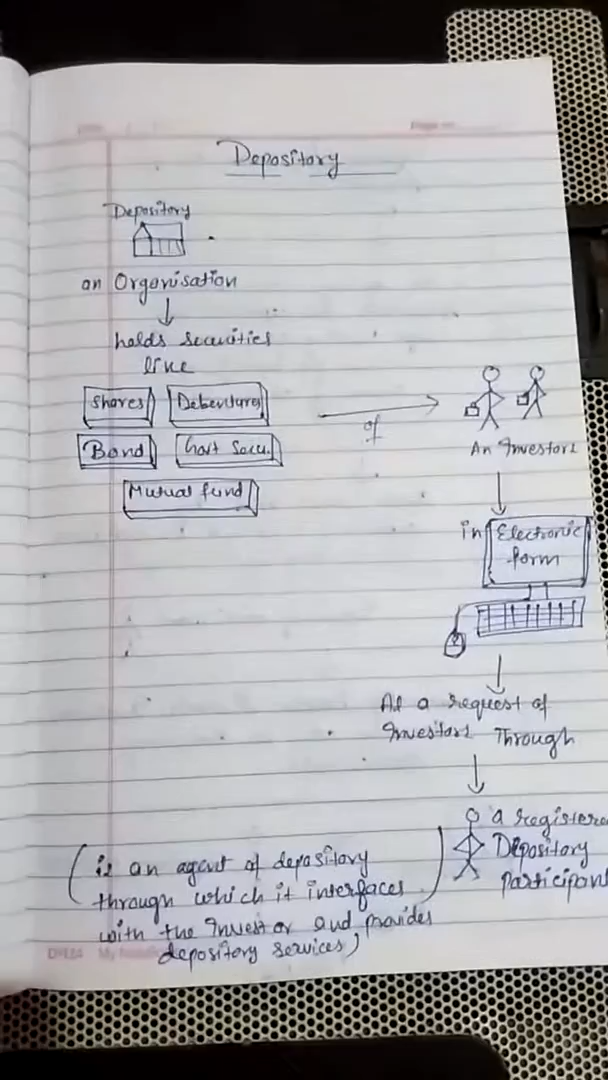 Depository
Depository
an Organisation
holds securities
like
Shares
Debentures
Bond
Govt Secu.
Mutual fund
of
An Investors
in Electronic
form
At a request of
Investors Through
a registere
Depository
Participan
(is an agent of depository
through which it interfaces
with the Investor and provides
depository services)